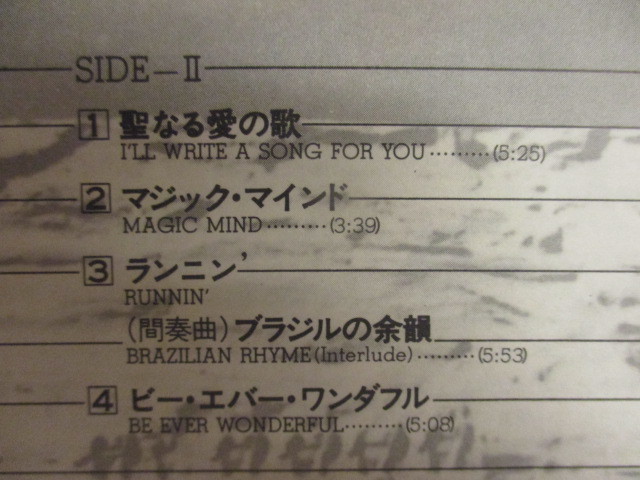 SIDE－II
1 聖なる愛の歌
I'LL WRITE A SONG FOR YOU………(5:25)
2 マジック・マインド
MAGIC MIND………(3:39)
3 ランニン’
RUNNIN'
(間奏曲)ブラジルの余韻
BRAZILIAN RHYME(Interlude)………(5:53)
4 ビー・エバー・ワンダフル
BE EVER WONDERFUL………(5:08)